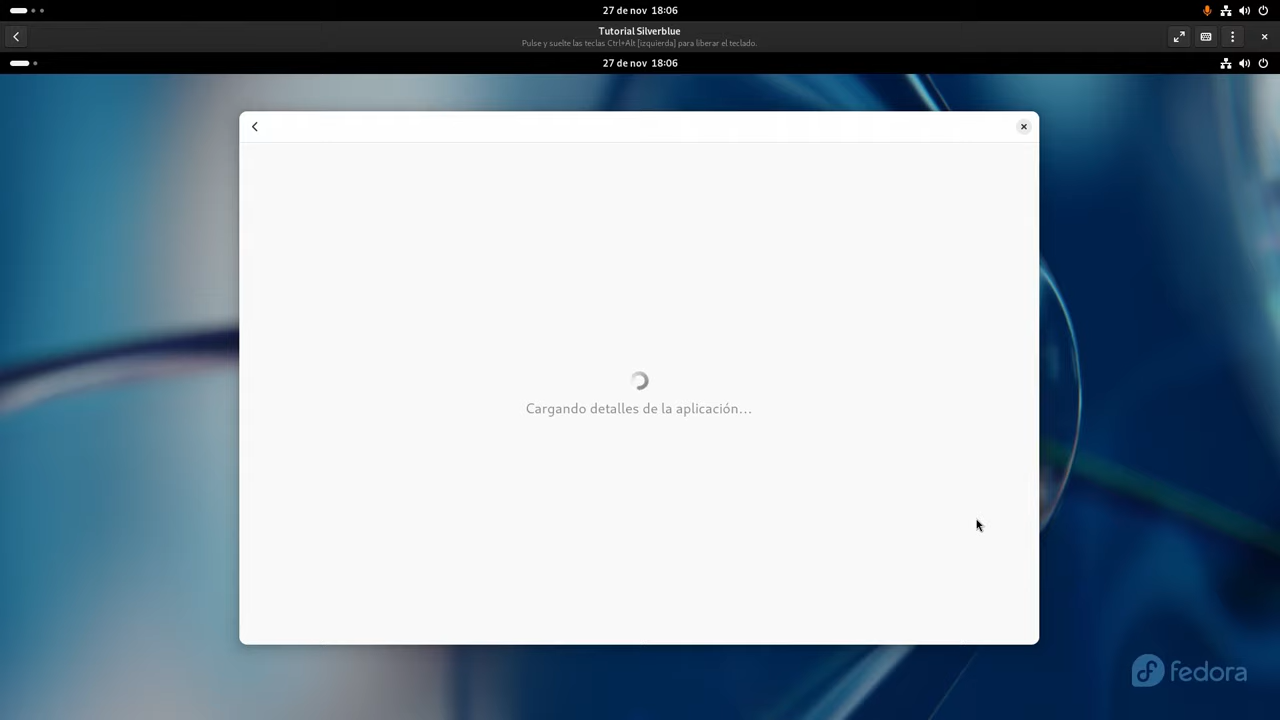 27 de nov 18:06
Tutorial Silverblue
Pulse y suelte las teclas Ctrl+Alt [izquierda] para liberar el teclado.
27 de nov 18:06
Cargando detalles de la aplicación…
fedora